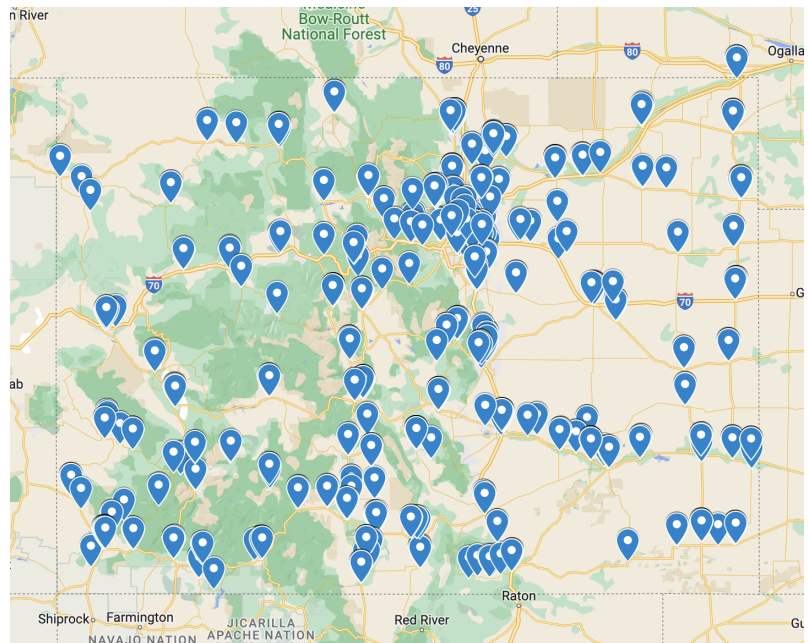 n River
Medicine
Bow-Routt
National Forest
25
Cheyenne
80
80
Ogalla
70
70
G
ab
Shiprock
Farmington
NAVAJO NATION
JICARILLA
APACHE NATION
Red River
Raton
Gu